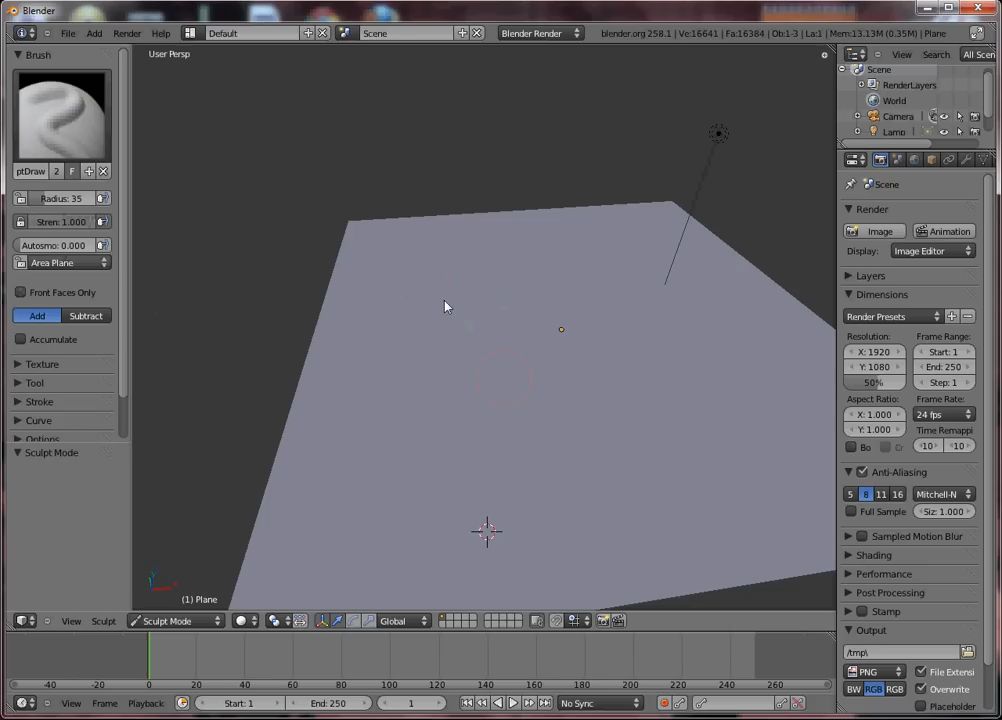 Blender
File Add Render Help Default Scene Blender Render blender.org 258.1 | Ve:16641 | Fa:16384 | Ob:1-3 | La:1 | Mem:13.13M (0.35M) | Plane
Brush
User Persp
View Search All Scen
Scene
RenderLayers
World
Camera
Lamp
ptDraw 2 F
Radius: 35
Stren: 1.000
Autosmo: 0.000
Area Plane
Front Faces Only
Add Subtract
Accumulate
Texture
Tool
Stroke
Curve
Options
Sculpt Mode
Scene
Render
Image Animation
Display: Image Editor
Layers
Dimensions
Render Presets
Resolution: Frame Range:
X: 1920 Start: 1
Y: 1080 End: 250
50% Step: 1
Aspect Ratio: Frame Rate:
X: 1.000 24 fps
Y: 1.000 Time Remappi
Bo Cr 10 10
Anti-Aliasing
5 8 11 16 Mitchell-N
Full Sample Siz: 1.000
Sampled Motion Blur
Shading
Performance
Post Processing
Stamp
Output
/tmp\
PNG File Extensi
BW RGB RGB Overwrite
Placeholder
(1) Plane
View Sculpt Sculpt Mode Global
-40 -20 0 20 40 60 80 100 120 140 160 180 200 220 240 260
View Frame Playback Start: 1 End: 250 1 No Sync